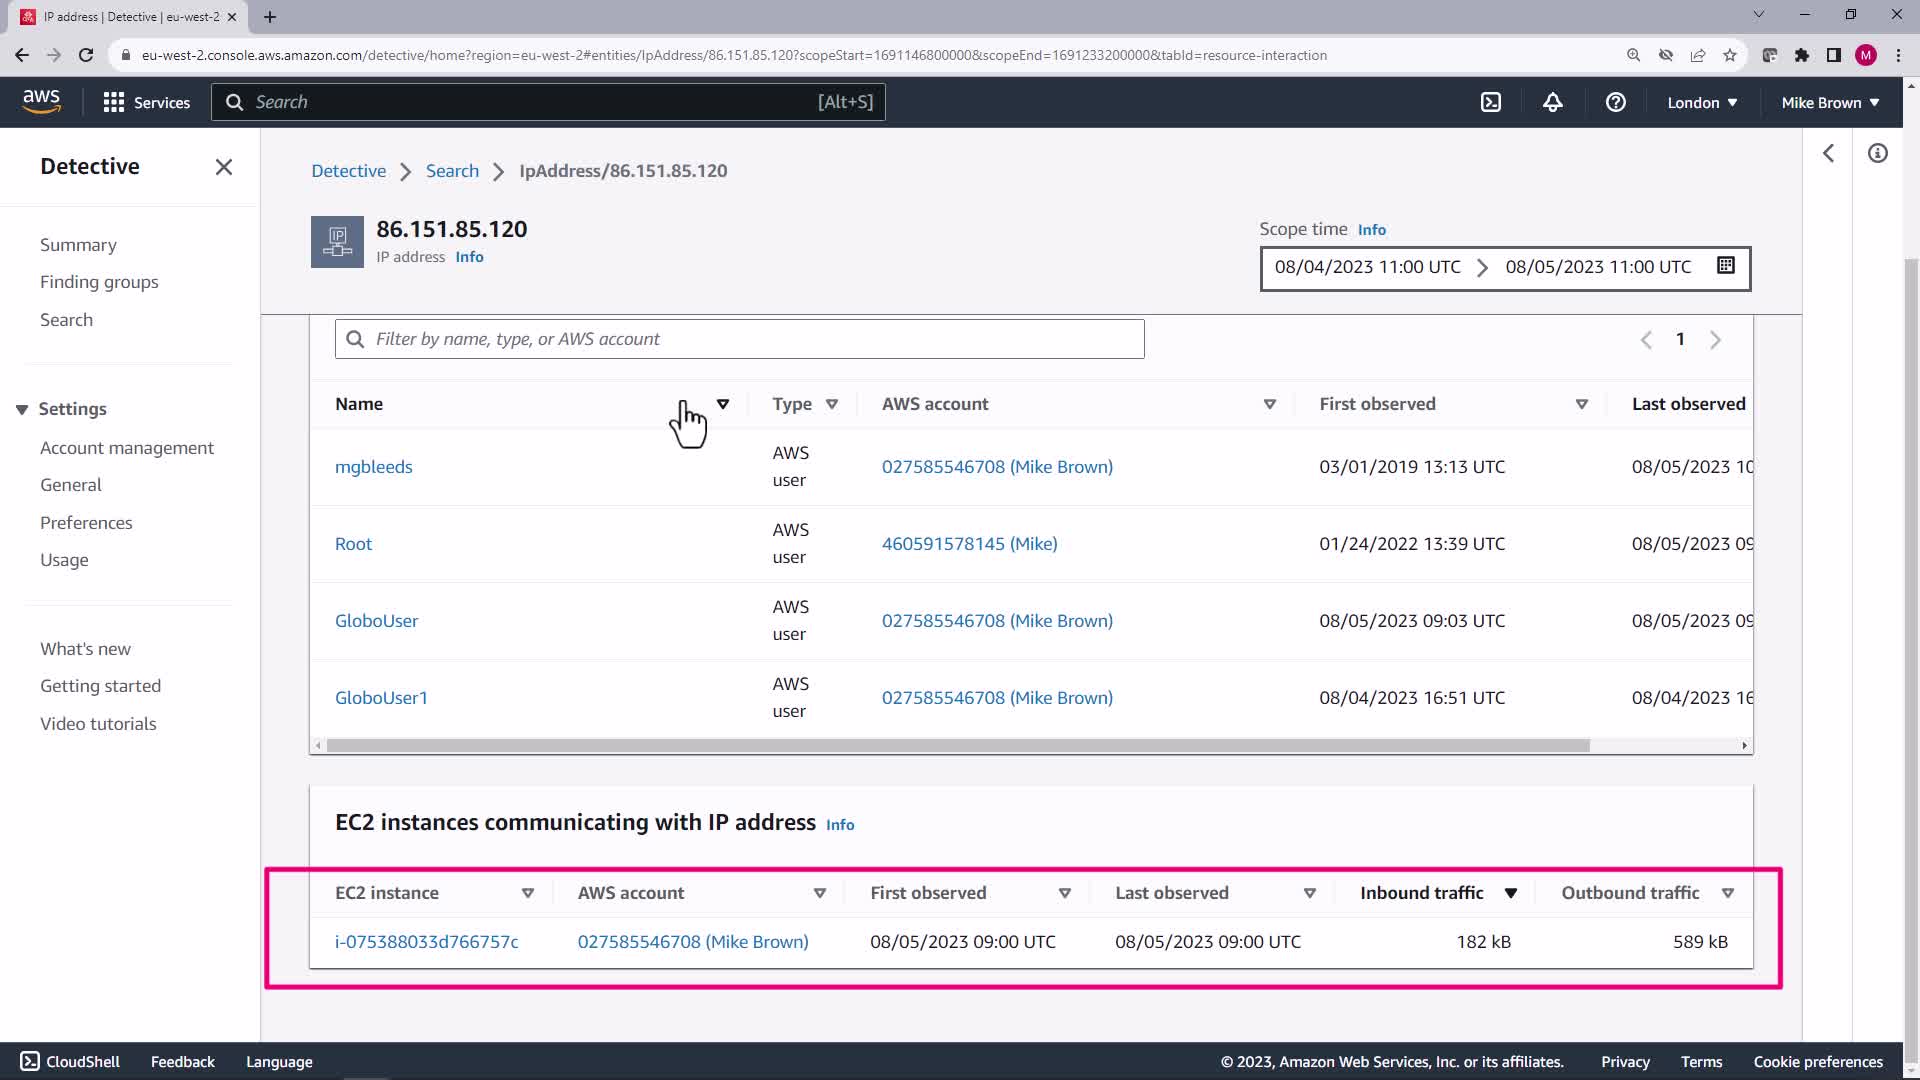 IP address | Detective | eu-west-2
eu-west-2.console.aws.amazon.com/detective/home?region=eu-west-2#entities/IpAddress/86.151.85.120?scopeStart=1691146800000&scopeEnd=1691233200000&tabId=resource-interaction
M
aws
Services
Search
[Alt+S]
London
Mike Brown
Detective
Summary
Finding groups
Search
Settings
Account management
General
Preferences
Usage
What's new
Getting started
Video tutorials
Detective
Search
IpAddress/86.151.85.120
IP
86.151.85.120
IP address Info
Scope time Info
08/04/2023 11:00 UTC
08/05/2023 11:00 UTC
Filter by name, type, or AWS account
1
Name Type AWS account First observed Last observed
mgbleeds AWS user 027585546708 (Mike Brown) 03/01/2019 13:13 UTC 08/05/2023 10
Root AWS user 460591578145 (Mike) 01/24/2022 13:39 UTC 08/05/2023 09
GloboUser AWS user 027585546708 (Mike Brown) 08/05/2023 09:03 UTC 08/05/2023 09
GloboUser1 AWS user 027585546708 (Mike Brown) 08/04/2023 16:51 UTC 08/04/2023 16
EC2 instances communicating with IP address Info
EC2 instance AWS account First observed Last observed Inbound traffic Outbound traffic
i-075388033d766757c 027585546708 (Mike Brown) 08/05/2023 09:00 UTC 08/05/2023 09:00 UTC 182 kB 589 kB
CloudShell Feedback Language
© 2023, Amazon Web Services, Inc. or its affiliates. Privacy Terms Cookie preferences